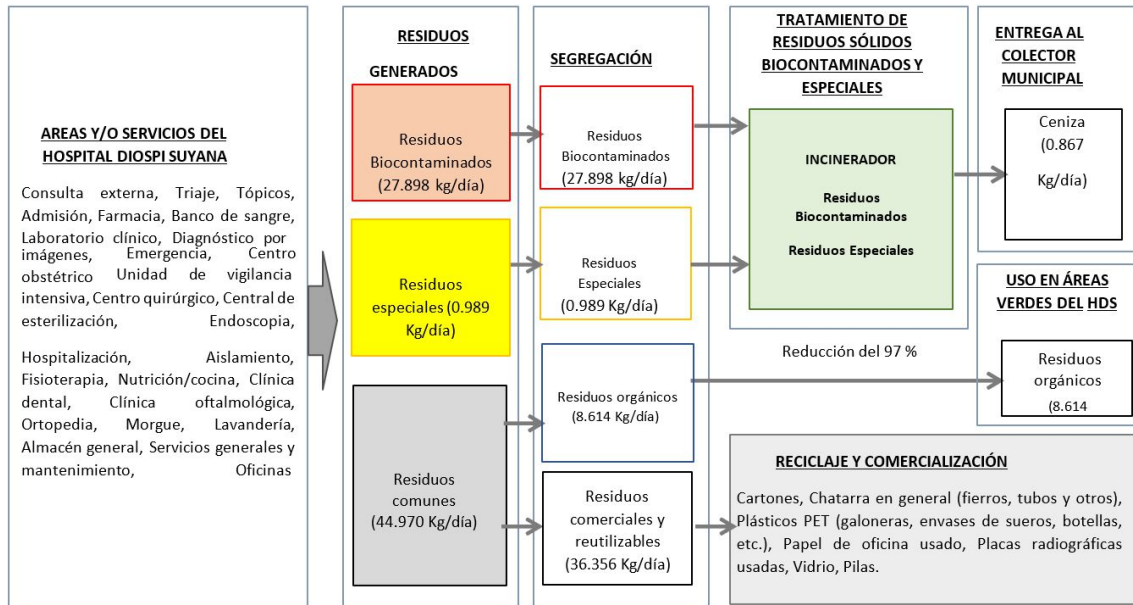 AREAS Y/O SERVICIOS DEL
HOSPITAL DIOSPI SUYANA
Consulta externa, Triaje, Tópicos,
Admisión, Farmacia, Banco de sangre,
Laboratorio clínico, Diagnóstico por
imágenes, Emergencia, Centro
obstétrico Unidad de vigilancia
intensiva, Centro quirúrgico, Central de
esterilización, Endoscopia,
Hospitalización, Aislamiento,
Fisioterapia, Nutrición/cocina, Clínica
dental, Clínica oftalmológica,
Ortopedia, Morgue, Lavandería,
Almacén general, Servicios generales y
mantenimiento, Oficinas
RESIDUOS
GENERADOS
Residuos
Biocontaminados
(27.898 kg/día)
Residuos
especiales (0.989
Kg/día)
Residuos
comunes
(44.970 Kg/día)
SEGREGACIÓN
Residuos
Biocontaminados
(27.898 kg/día)
Residuos
Especiales
(0.989 Kg/día)
Residuos orgánicos
(8.614 Kg/día)
Residuos
comerciales y
reutilizables
(36.356 Kg/día)
TRATAMIENTO DE
RESIDUOS SÓLIDOS
BIOCONTAMINADOS Y
ESPECIALES
INCINERADOR
Residuos
Biocontaminados
Residuos Especiales
Reducción del 97 %
ENTREGA AL
COLECTOR
MUNICIPAL
Ceniza
(0.867
Kg/día)
USO EN ÁREAS
VERDES DEL HDS
Residuos
orgánicos
(8.614
RECICLAJE Y COMERCIALIZACIÓN
Cartones, Chatarra en general (fierros, tubos y otros),
Plásticos PET (galoneras, envases de sueros, botellas,
etc.), Papel de oficina usado, Placas radiográficas
usadas, Vidrio, Pilas.